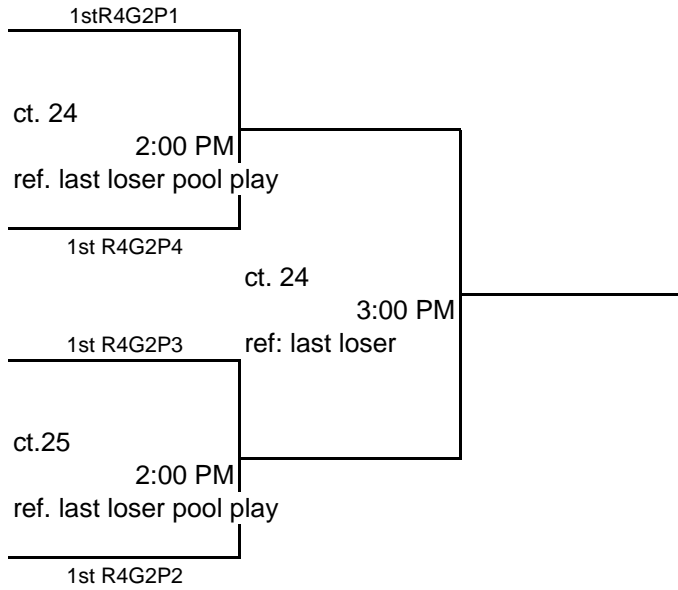 1stR4G2P1
ct. 24
2:00 PM
ref. last loser pool play
1st R4G2P4
ct. 24
3:00 PM
1st R4G2P3
ref: last loser
ct.25
2:00 PM
ref. last loser pool play
1st R4G2P2